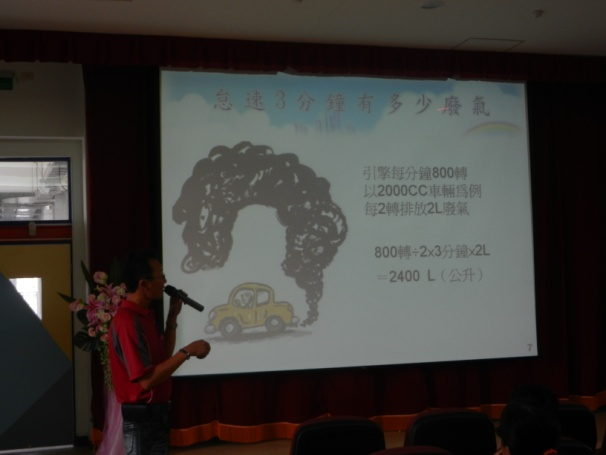 怠速3分鐘有多少廢氣
引擎每分鐘800轉
以2000CC車輛為例
每2轉排放2L廢氣
800轉÷2x3分鐘x2L
＝2400 L（公升）
7